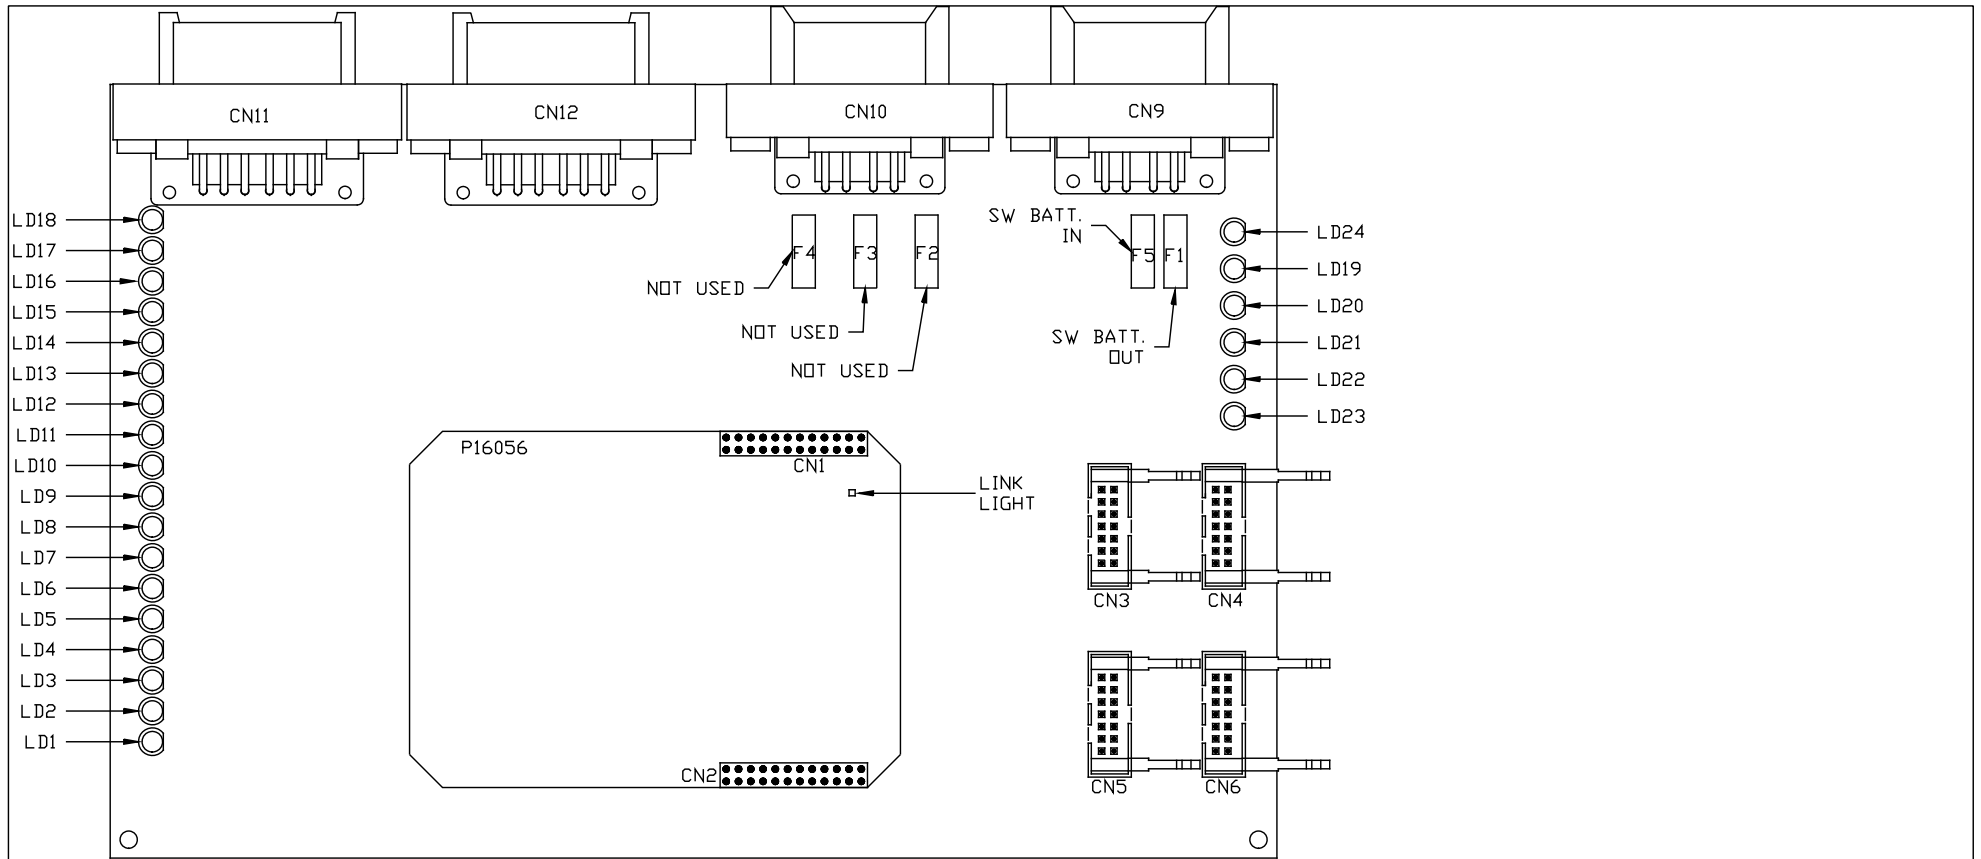 CN11
CN12
CN10
CN9
LD18
LD17
LD16
LD15
LD14
LD13
LD12
LD11
LD10
LD9
LD8
LD7
LD6
LD5
LD4
LD3
LD2
LD1
F4
F3
F2
NOT USED
NOT USED
NOT USED
SW BATT.
IN
F5
F1
SW BATT.
OUT
LD24
LD19
LD20
LD21
LD22
LD23
P16056
CN1
LINK
LIGHT
CN2
CN3
CN4
CN5
CN6